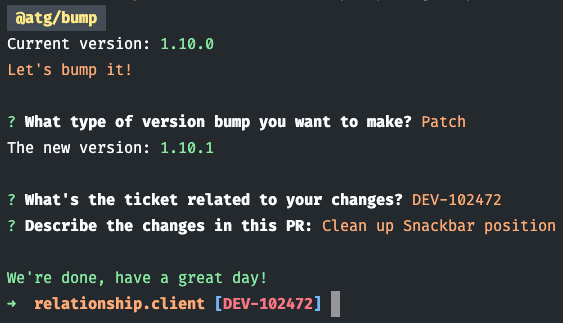 @atg/bump
Current version: 1.10.0
Let's bump it!
? What type of version bump you want to make? Patch
The new version: 1.10.1
? What's the ticket related to your changes? DEV-102472
? Describe the changes in this PR: Clean up Snackbar position
We're done, have a great day!
➜ relationship.client [DEV-102472]